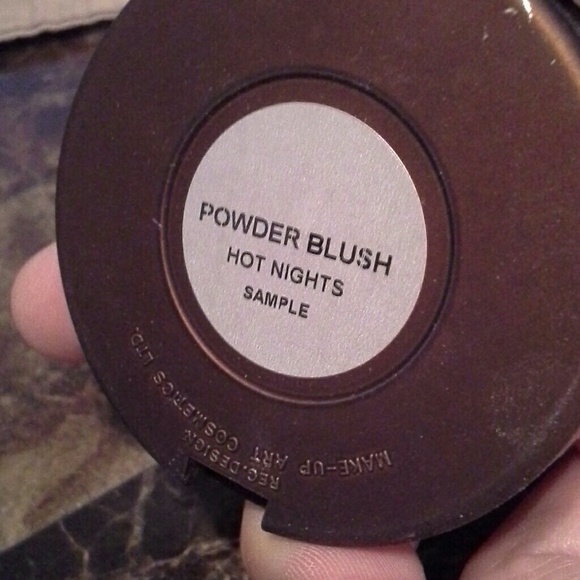 POWDER BLUSH
HOT NIGHTS
SAMPLE
MAKE-UP ART COSMETICS LTD.
REG. DESIGN